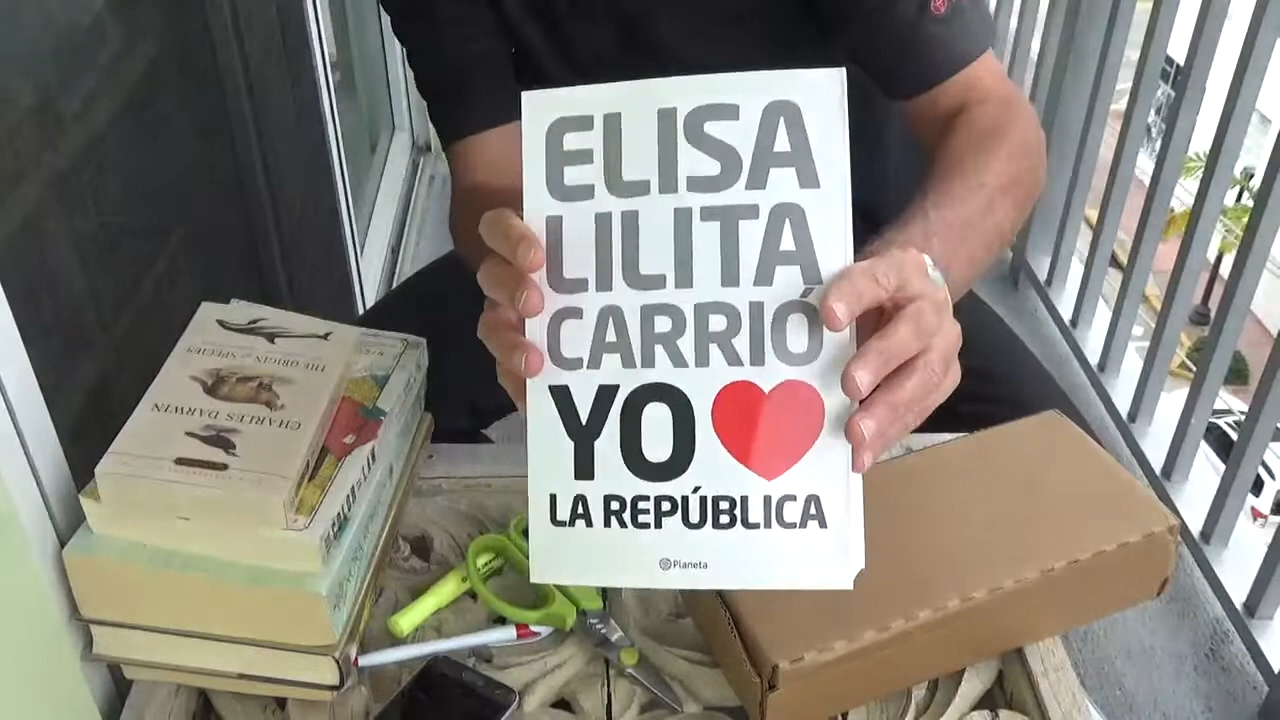 ELISA
LILITA
CARRIÓ
YO
LA REPÚBLICA
Planeta
THE ORIGIN of SPECIES
CHARLES DARWIN